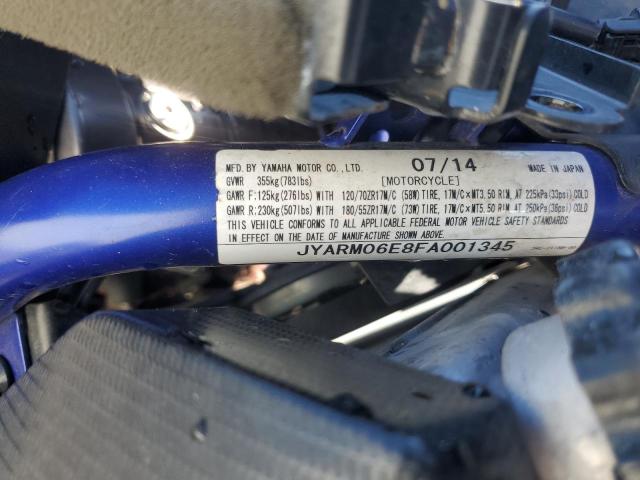 MFD. BY YAMAHA MOTOR CO., LTD. 07/14 MADE IN JAPAN
GVWR 355kg(783lbs) [MOTORCYCLE]
GAWR F:125kg(276lbs) WITH 120/70ZR17M/C (58W) TIRE, 17M/C×MT3.50 RIM, AT 225kPa(33psi)COLD
GAWR R:230kg(507lbs) WITH 180/55ZR17M/C (73W) TIRE, 17M/C×MT5.50 RIM, AT 250kPa(36psi)COLD
THIS VEHICLE CONFORMS TO ALL APPLICABLE FEDERAL MOTOR VEHICLE SAFETY STANDARDS
IN EFFECT ON THE DATE OF MANUFACTURE SHOWN ABOVE.
JYARM06E8FA001345